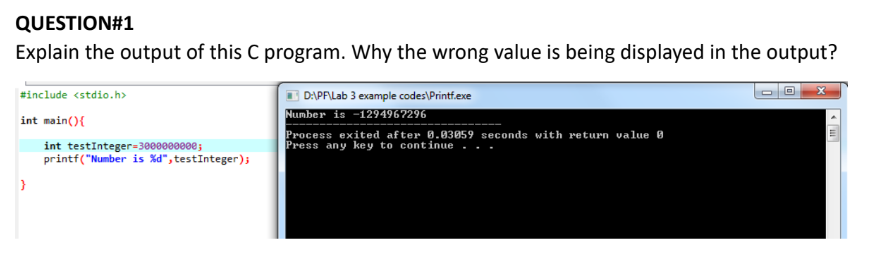 QUESTION#1
Explain the output of this C program. Why the wrong value is being displayed in the output?
#include <stdio.h>
int main(){
int testInteger=3000000000;
printf("Number is %d",testInteger);
}
D:\PF\Lab 3 example codes\Printf.exe
Number is -1294967296
--------------------------------
Process exited after 0.03059 seconds with return value 0
Press any key to continue . . .